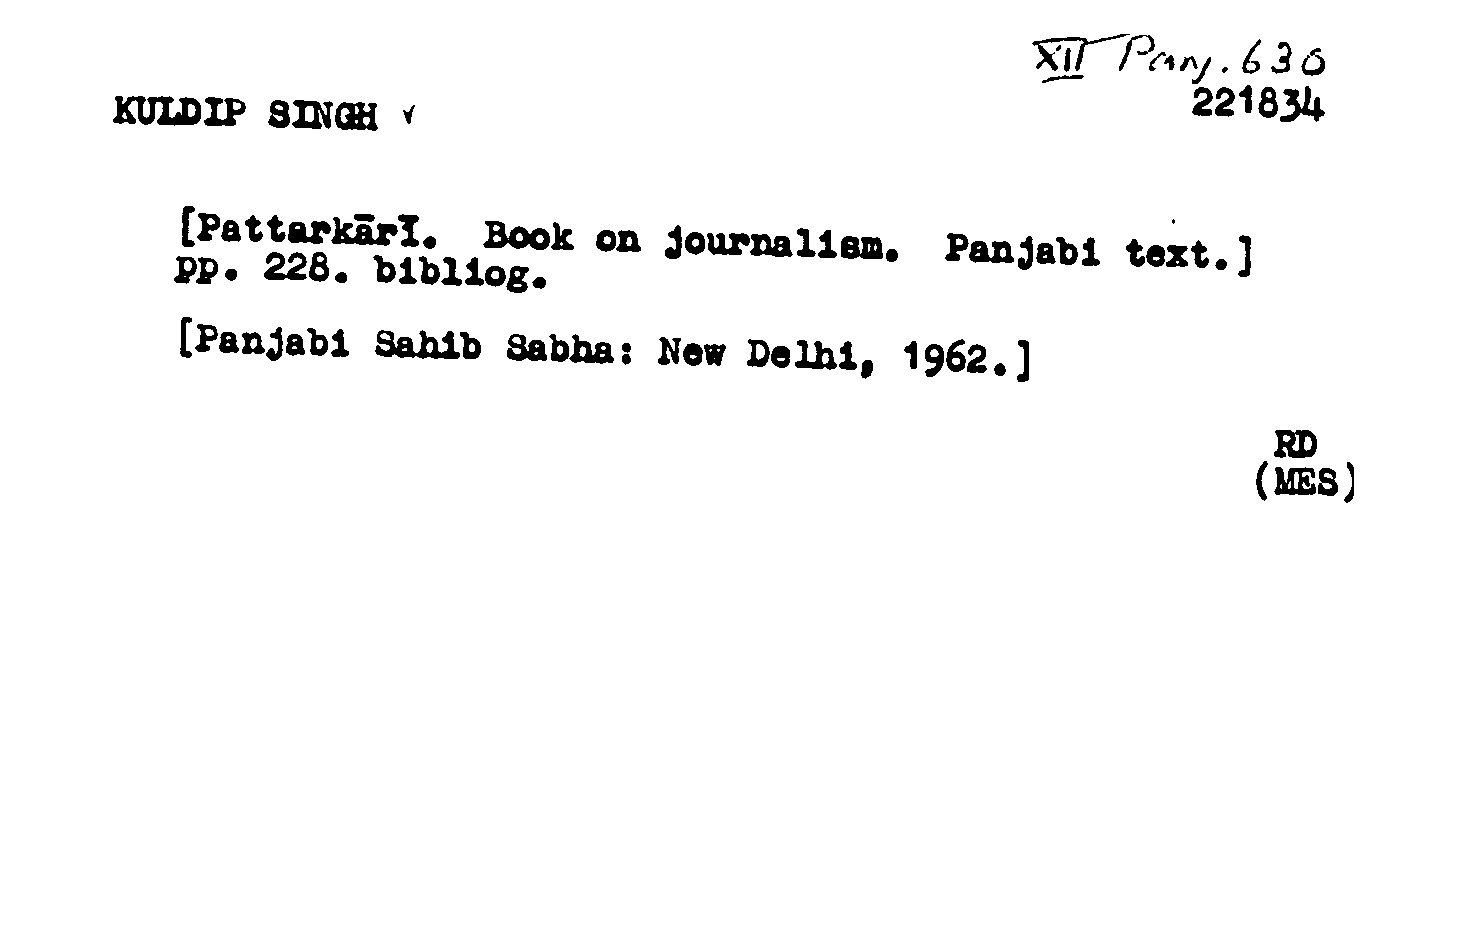 XII Panj. 630
221834
KULDIP SINGH ✓
[Pattarkārī. Book on journalism. Panjabi text.]
pp. 228. bibliog.
[Panjabi Sahib Sabha: New Delhi, 1962.]
RD
(MES)